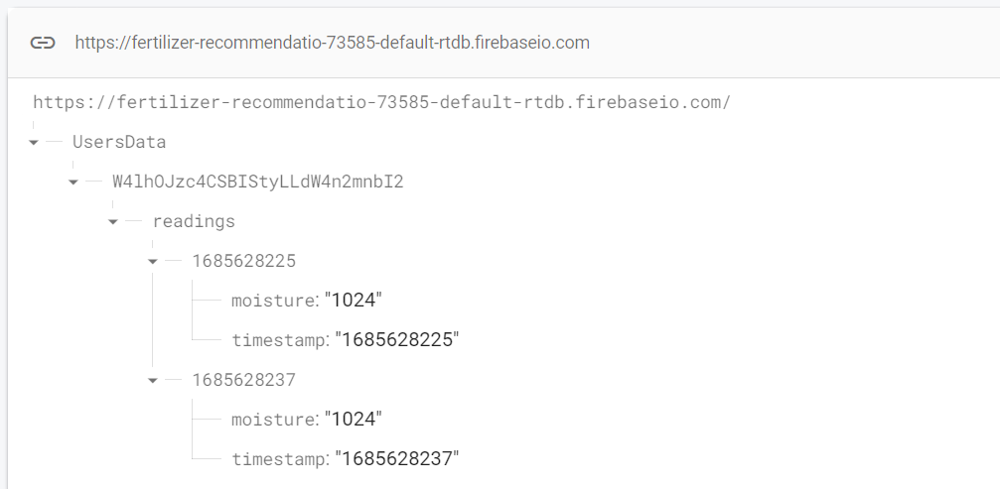 https://fertilizer-recommendatio-73585-default-rtdb.firebaseio.com
https://fertilizer-recommendatio-73585-default-rtdb.firebaseio.com/
UsersData
W4lhOJzc4CSBIStyLLdW4n2mnbI2
readings
1685628225
moisture: "1024"
timestamp: "1685628225"
1685628237
moisture: "1024"
timestamp: "1685628237"